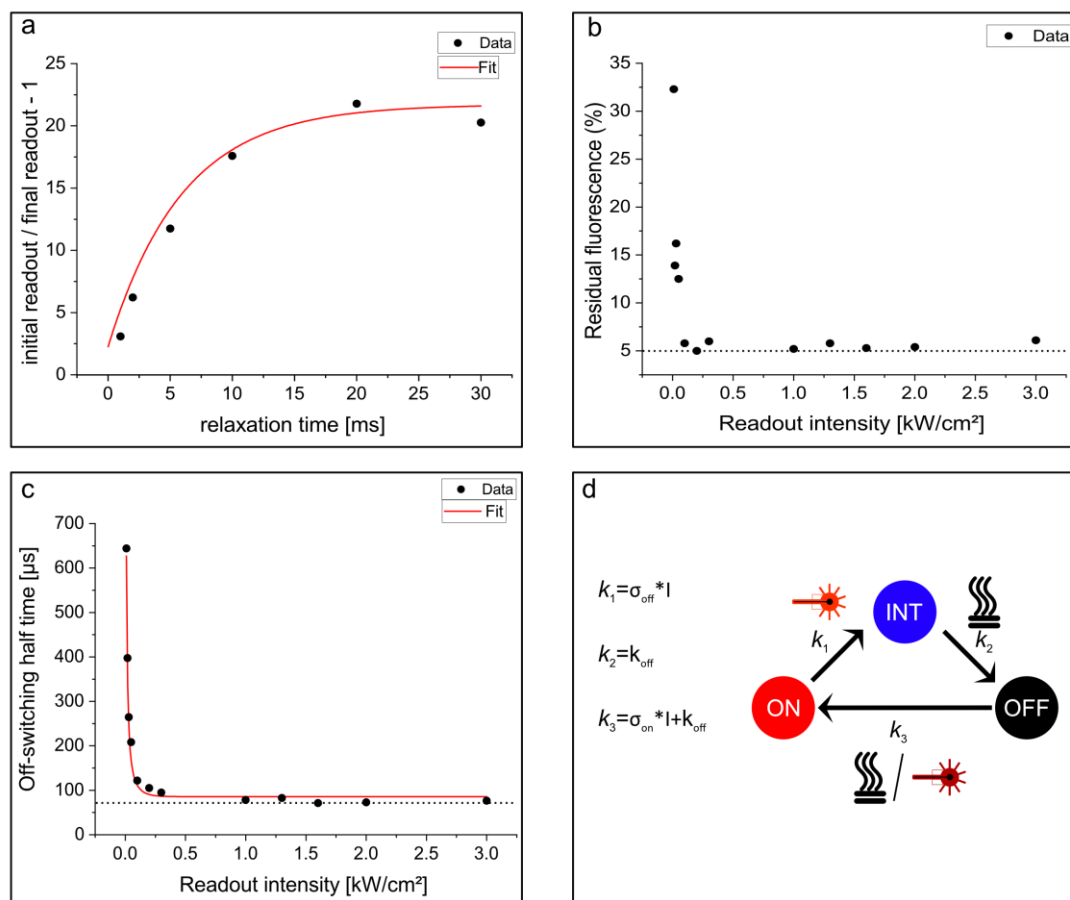 a
Data
Fit
initial readout / final readout - 1
25
20
15
10
5
0
0 5 10 15 20 25 30
relaxation time [ms]
b
Data
Residual fluorescence (%)
35
30
25
20
15
10
5
0.0 0.5 1.0 1.5 2.0 2.5 3.0
Readout intensity [kW/cm²]
c
Data
Fit
Off-switching half time [µs]
700
600
500
400
300
200
100
0
0.0 0.5 1.0 1.5 2.0 2.5 3.0
Readout intensity [kW/cm²]
d
k₁=σoff*I
k₂=koff
k₃=σon*I+koff
INT
k₁
k₂
ON
OFF
k₃
/